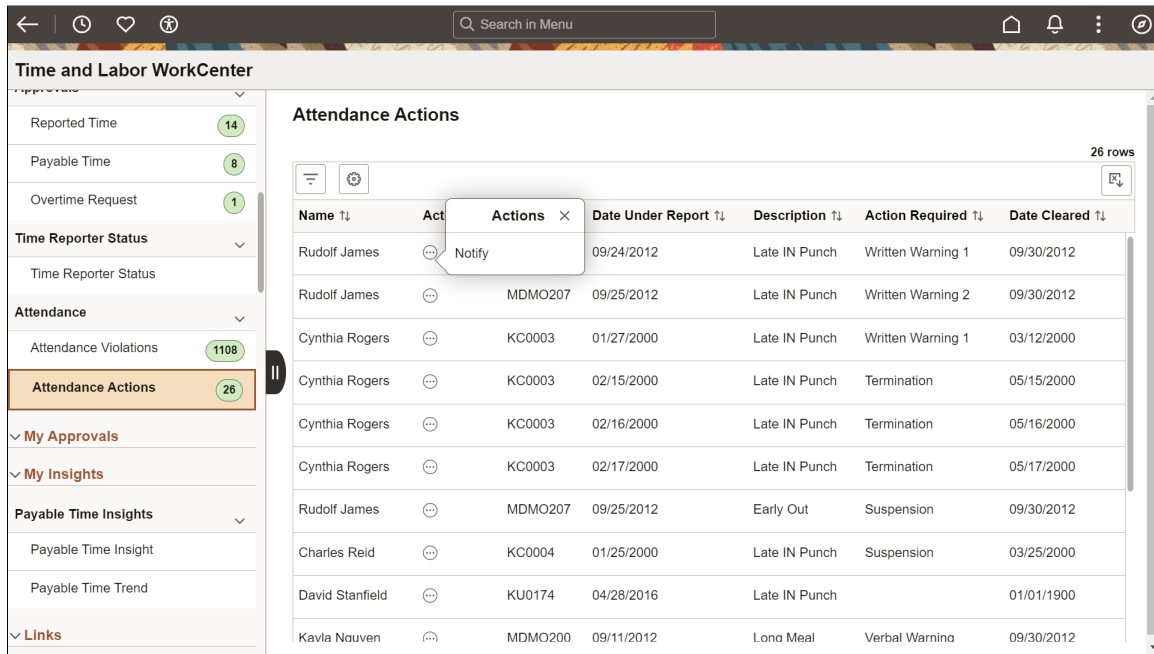 Search in Menu
Time and Labor WorkCenter
Approvals
Reported Time 14
Payable Time 8
Overtime Request 1
Time Reporter Status
Time Reporter Status
Attendance
Attendance Violations 1108
Attendance Actions 26
My Approvals
My Insights
Payable Time Insights
Payable Time Insight
Payable Time Trend
Links
Attendance Actions
26 rows
Name Act Date Under Report Description Action Required Date Cleared
Actions
Notify
Rudolf James 09/24/2012 Late IN Punch Written Warning 1 09/30/2012
Rudolf James MDMO207 09/25/2012 Late IN Punch Written Warning 2 09/30/2012
Cynthia Rogers KC0003 01/27/2000 Late IN Punch Written Warning 1 03/12/2000
Cynthia Rogers KC0003 02/15/2000 Late IN Punch Termination 05/15/2000
Cynthia Rogers KC0003 02/16/2000 Late IN Punch Termination 05/16/2000
Cynthia Rogers KC0003 02/17/2000 Late IN Punch Termination 05/17/2000
Rudolf James MDMO207 09/25/2012 Early Out Suspension 09/30/2012
Charles Reid KC0004 01/25/2000 Late IN Punch Suspension 03/25/2000
David Stanfield KU0174 04/28/2016 Late IN Punch 01/01/1900
Kayla Nguyen MDMO200 09/11/2012 Long Meal Verbal Warning 09/30/2012